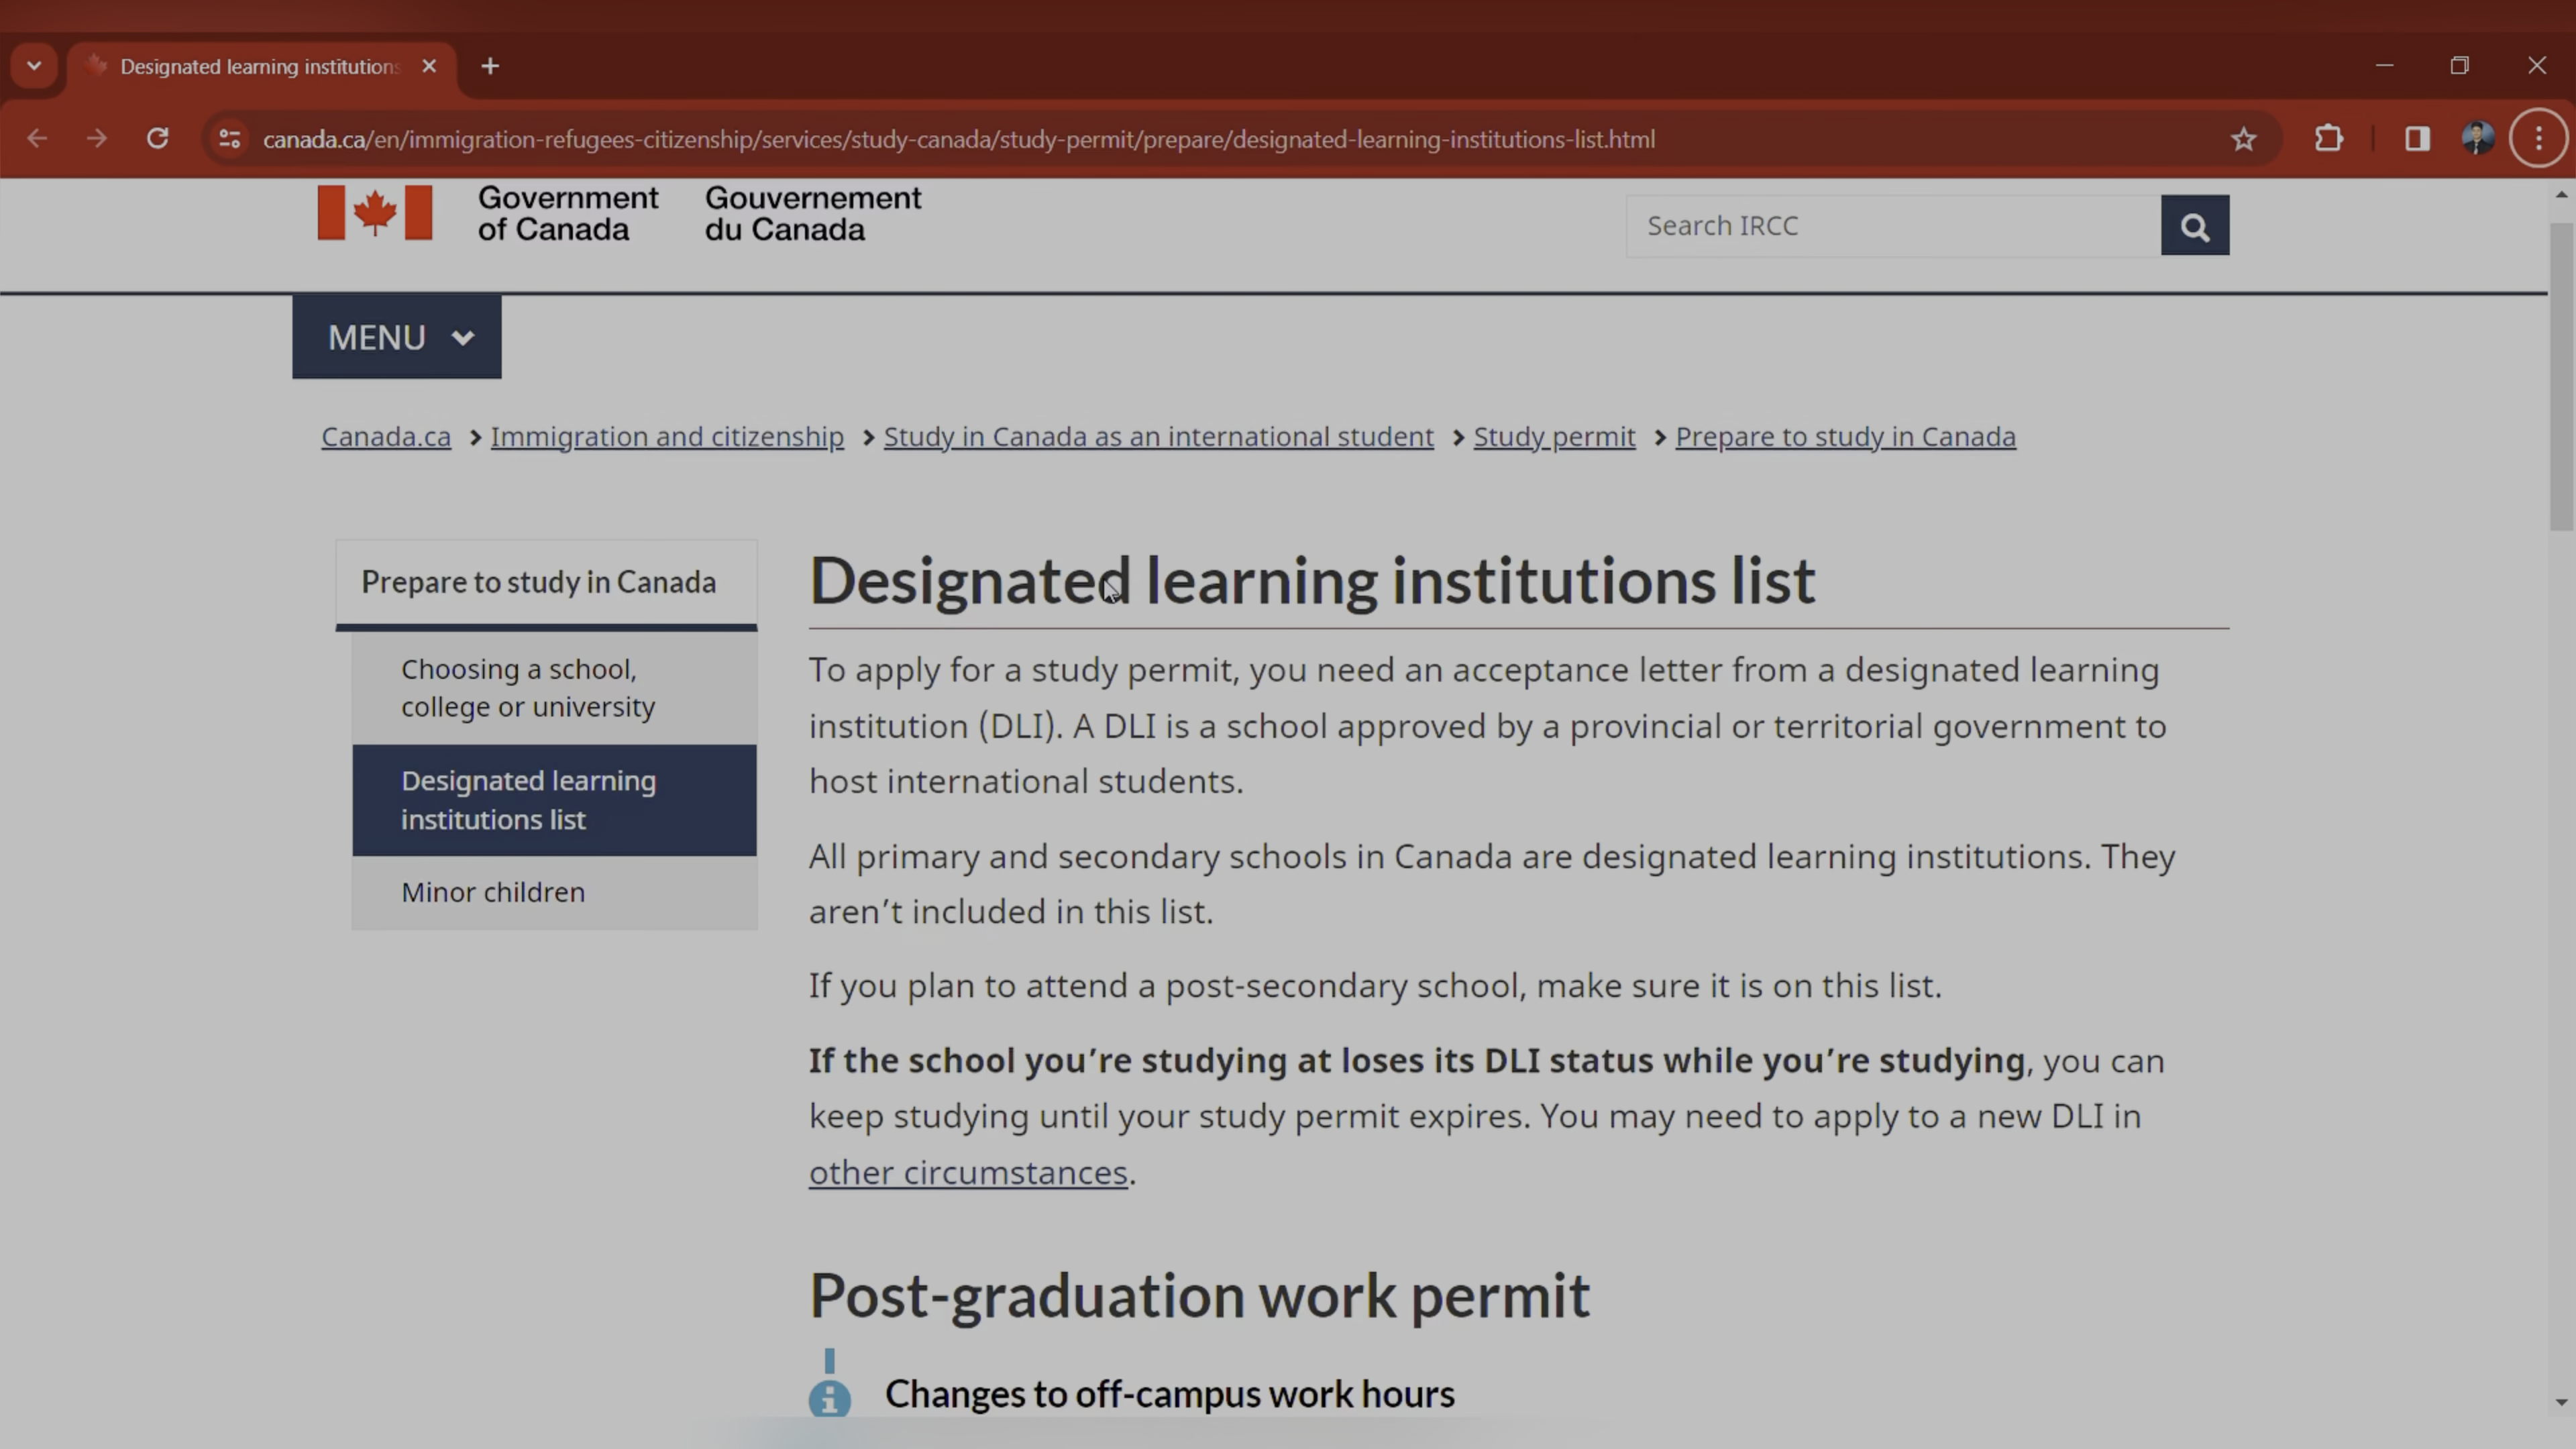 Designated learning institutions
canada.ca/en/immigration-refugees-citizenship/services/study-canada/study-permit/prepare/designated-learning-institutions-list.html
Government of Canada
Gouvernement du Canada
Search IRCC
MENU
Canada.ca > Immigration and citizenship > Study in Canada as an international student > Study permit > Prepare to study in Canada
Prepare to study in Canada
Choosing a school,
college or university
Designated learning
institutions list
Minor children
Designated learning institutions list
To apply for a study permit, you need an acceptance letter from a designated learning
institution (DLI). A DLI is a school approved by a provincial or territorial government to
host international students.
All primary and secondary schools in Canada are designated learning institutions. They
aren’t included in this list.
If you plan to attend a post-secondary school, make sure it is on this list.
If the school you’re studying at loses its DLI status while you’re studying, you can
keep studying until your study permit expires. You may need to apply to a new DLI in
other circumstances.
Post-graduation work permit
Changes to off-campus work hours